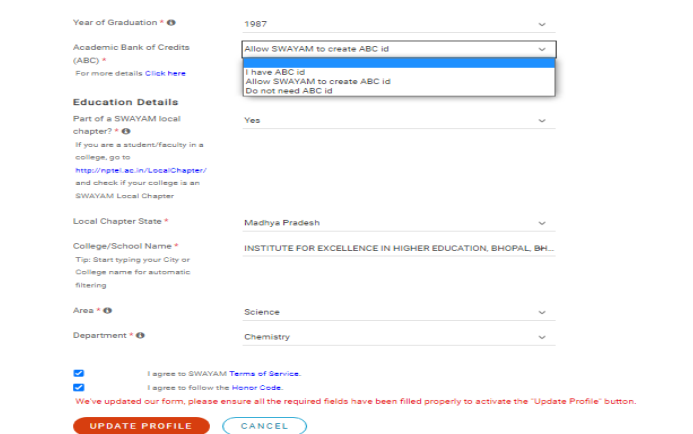 Year of Graduation *
1987
Academic Bank of Credits
(ABC) *
Allow SWAYAM to create ABC id
For more details Click here
I have ABC id
Allow SWAYAM to create ABC id
Do not need ABC id
Education Details
Part of a SWAYAM local
chapter? *
Yes
If you are a student/faculty in a
college, go to
http://nptel.ac.in/LocalChapter/
and check if your college is an
SWAYAM Local Chapter
Local Chapter State *
Madhya Pradesh
College/School Name *
INSTITUTE FOR EXCELLENCE IN HIGHER EDUCATION, BHOPAL, BH...
Tip: Start typing your City or
College name for automatic
filtering
Area *
Science
Department *
Chemistry
I agree to SWAYAM Terms of Service.
I agree to follow the Honor Code.
We've updated our form, please ensure all the required fields have been filled properly to activate the "Update Profile" button.
UPDATE PROFILE
CANCEL